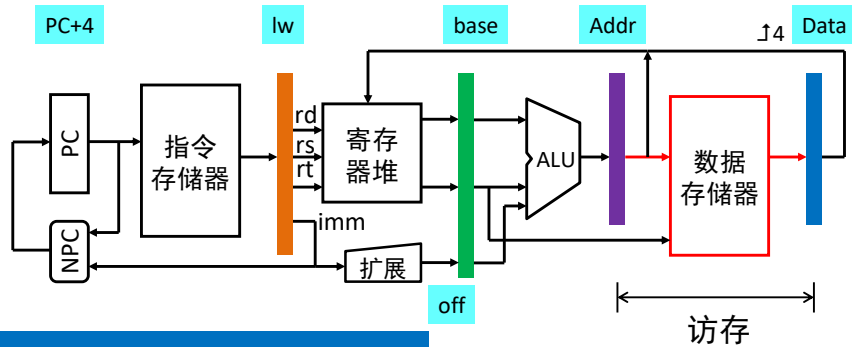 PC+4
lw
base
Addr
⮥4
Data
PC
指令
存储器
rd
rs
rt
imm
寄存
器堆
ALU
数据
存储器
NPC
扩展
off
访存